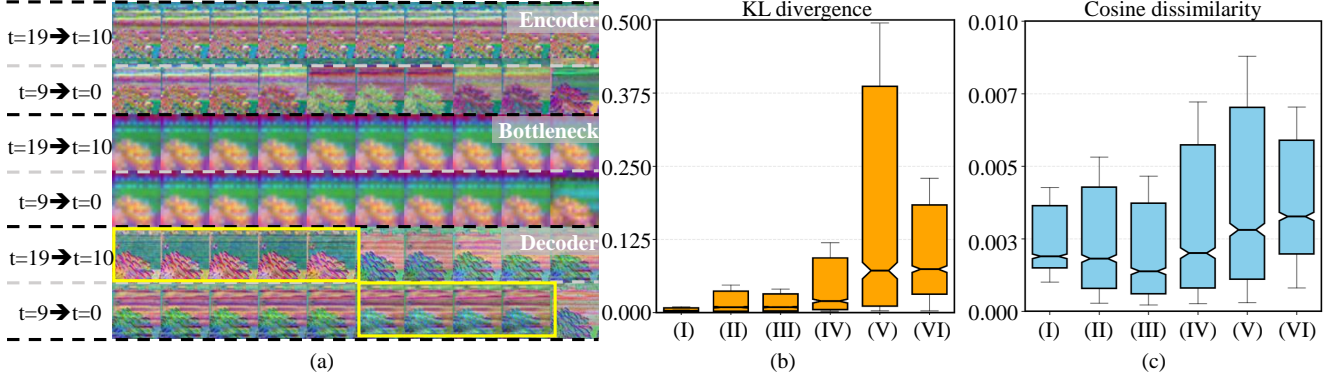 Encoder
t=19➔t=10
t=9➔t=0
Bottleneck
t=19➔t=10
t=9➔t=0
Decoder
t=19➔t=10
t=9➔t=0
(a)
KL divergence
0.500
0.375
0.250
0.125
0.000
(I) (II) (III) (IV) (V) (VI)
(b)
Cosine dissimilarity
0.010
0.007
0.005
0.003
0.000
(I) (II) (III) (IV) (V) (VI)
(c)